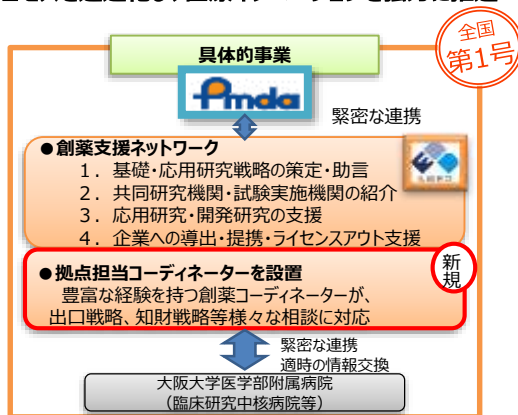 具体的事業
全国
第1号
Pmda
緊密な連携
●創薬支援ネットワーク
1．基礎・応用研究戦略の策定・助言
2．共同研究機関・試験実施機関の紹介
3．応用研究・開発研究の支援
4．企業への導出・提携・ライセンスアウト支援
●拠点担当コーディネーターを設置
新規
豊富な経験を持つ創薬コーディネーターが、
出口戦略、知財戦略等様々な相談に対応
緊密な連携
適時の情報交換
大阪大学医学部附属病院
（臨床研究中核病院等）